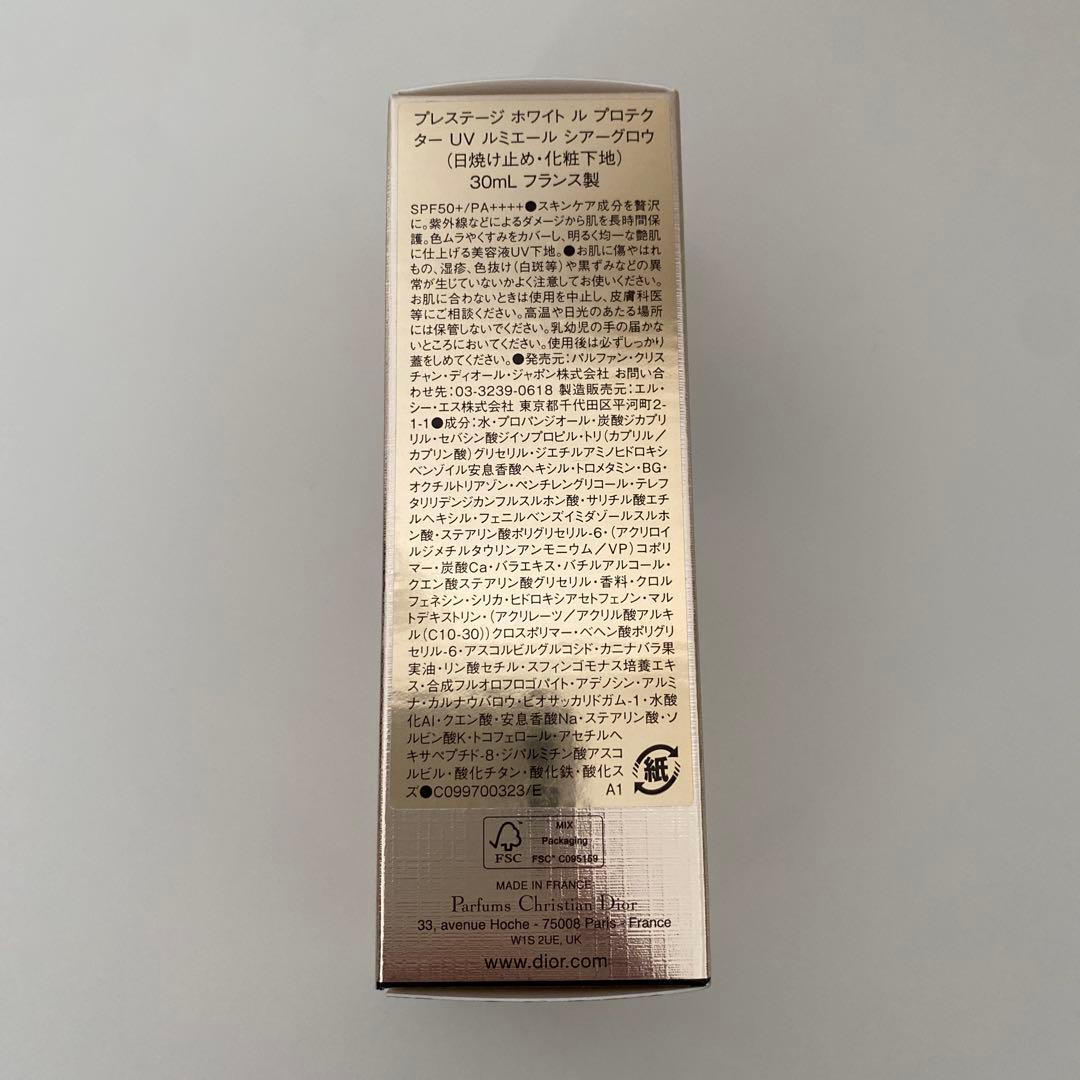 プレステージ ホワイト ル プロテク
ター UV ルミエール シアーグロウ
(日焼け止め・化粧下地)
30mL フランス製
SPF50+/PA++++●スキンケア成分を贅沢
に。紫外線などによるダメージから肌を長時間保
護。色ムラやくすみをカバーし、明るく均一な艶肌
に仕上げる美容液UV下地。●お肌に傷やはれ
もの、湿疹、色抜け(白斑等)や黒ずみなどの異
常が生じていないかよく注意してお使いください。
お肌に合わないときは使用を中止し、皮膚科医
等にご相談ください。高温や日光のあたる場所
には保管しないでください。乳幼児の手の届かな
いところにおいてください。使用後は必ずしっかり
蓋をしめてください。●発売元:パルファン・クリス
チャン・ディオール・ジャポン株式会社 お問い合
わせ先:03-3239-0618 製造販売元:エル・
シー・エス株式会社 東京都千代田区平河町2-
1-1●成分:水・プロパンジオール・炭酸ジカプリ
リル・セバシン酸ジイソプロピル・トリ(カプリル/
カプリン酸)グリセリル・ジエチルアミノヒドロキシ
ベンゾイル安息香酸ヘキシル・トロメタミン・BG・
オクチルトリアゾン・ペンチレングリコール・テレフ
タリリデンジカンフルスルホン酸・サリチル酸エチ
ルヘキシル・フェニルベンズイミダゾールスルホ
ン酸・ステアリン酸ポリグリセリル-6・(アクリロイ
ルジメチルタウリンアンモニウム/VP)コポリ
マー・炭酸Ca・バラエキス・バチルアルコール・
クエン酸ステアリン酸グリセリル・香料・クロル
フェネシン・シリカ・ヒドロキシアセトフェノン・マル
トデキストリン・(アクリレーツ/アクリル酸アルキ
ル(C10-30))クロスポリマー・ベヘン酸ポリグリ
セリル-6・アスコルビルグルコシド・カニナバラ果
実油・リン酸セチル・スフィンゴモナス培養エキ
ス・合成フルオロフロゴパイト・アデノシン・アルミ
ナ・カルナウバロウ・ビオサッカリドガム-1・水酸
化Al・クエン酸・安息香酸Na・ステアリン酸・ソ
ルビン酸K・トコフェロール・アセチルヘ
キサペプチド-8・ジパルミチン酸アスコ
ルビル・酸化チタン・酸化鉄・酸化ス
ズ●C099700323/E A1
紙
FSC
MIX
Packaging
FSC® C095159
MADE IN FRANCE
Parfums Christian Dior
33, avenue Hoche - 75008 Paris - France
W1S 2UE, UK
www.dior.com